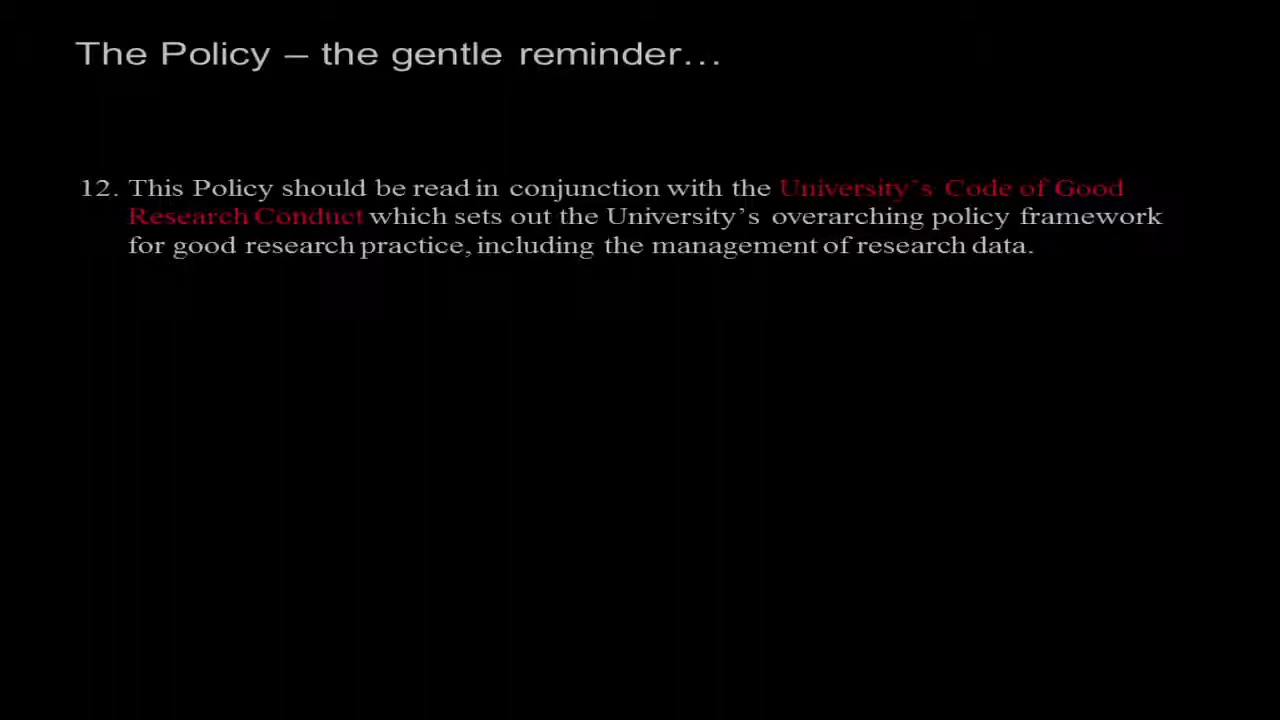 The Policy – the gentle reminder…
12. This Policy should be read in conjunction with the University’s Code of Good
Research Conduct which sets out the University’s overarching policy framework
for good research practice, including the management of research data.